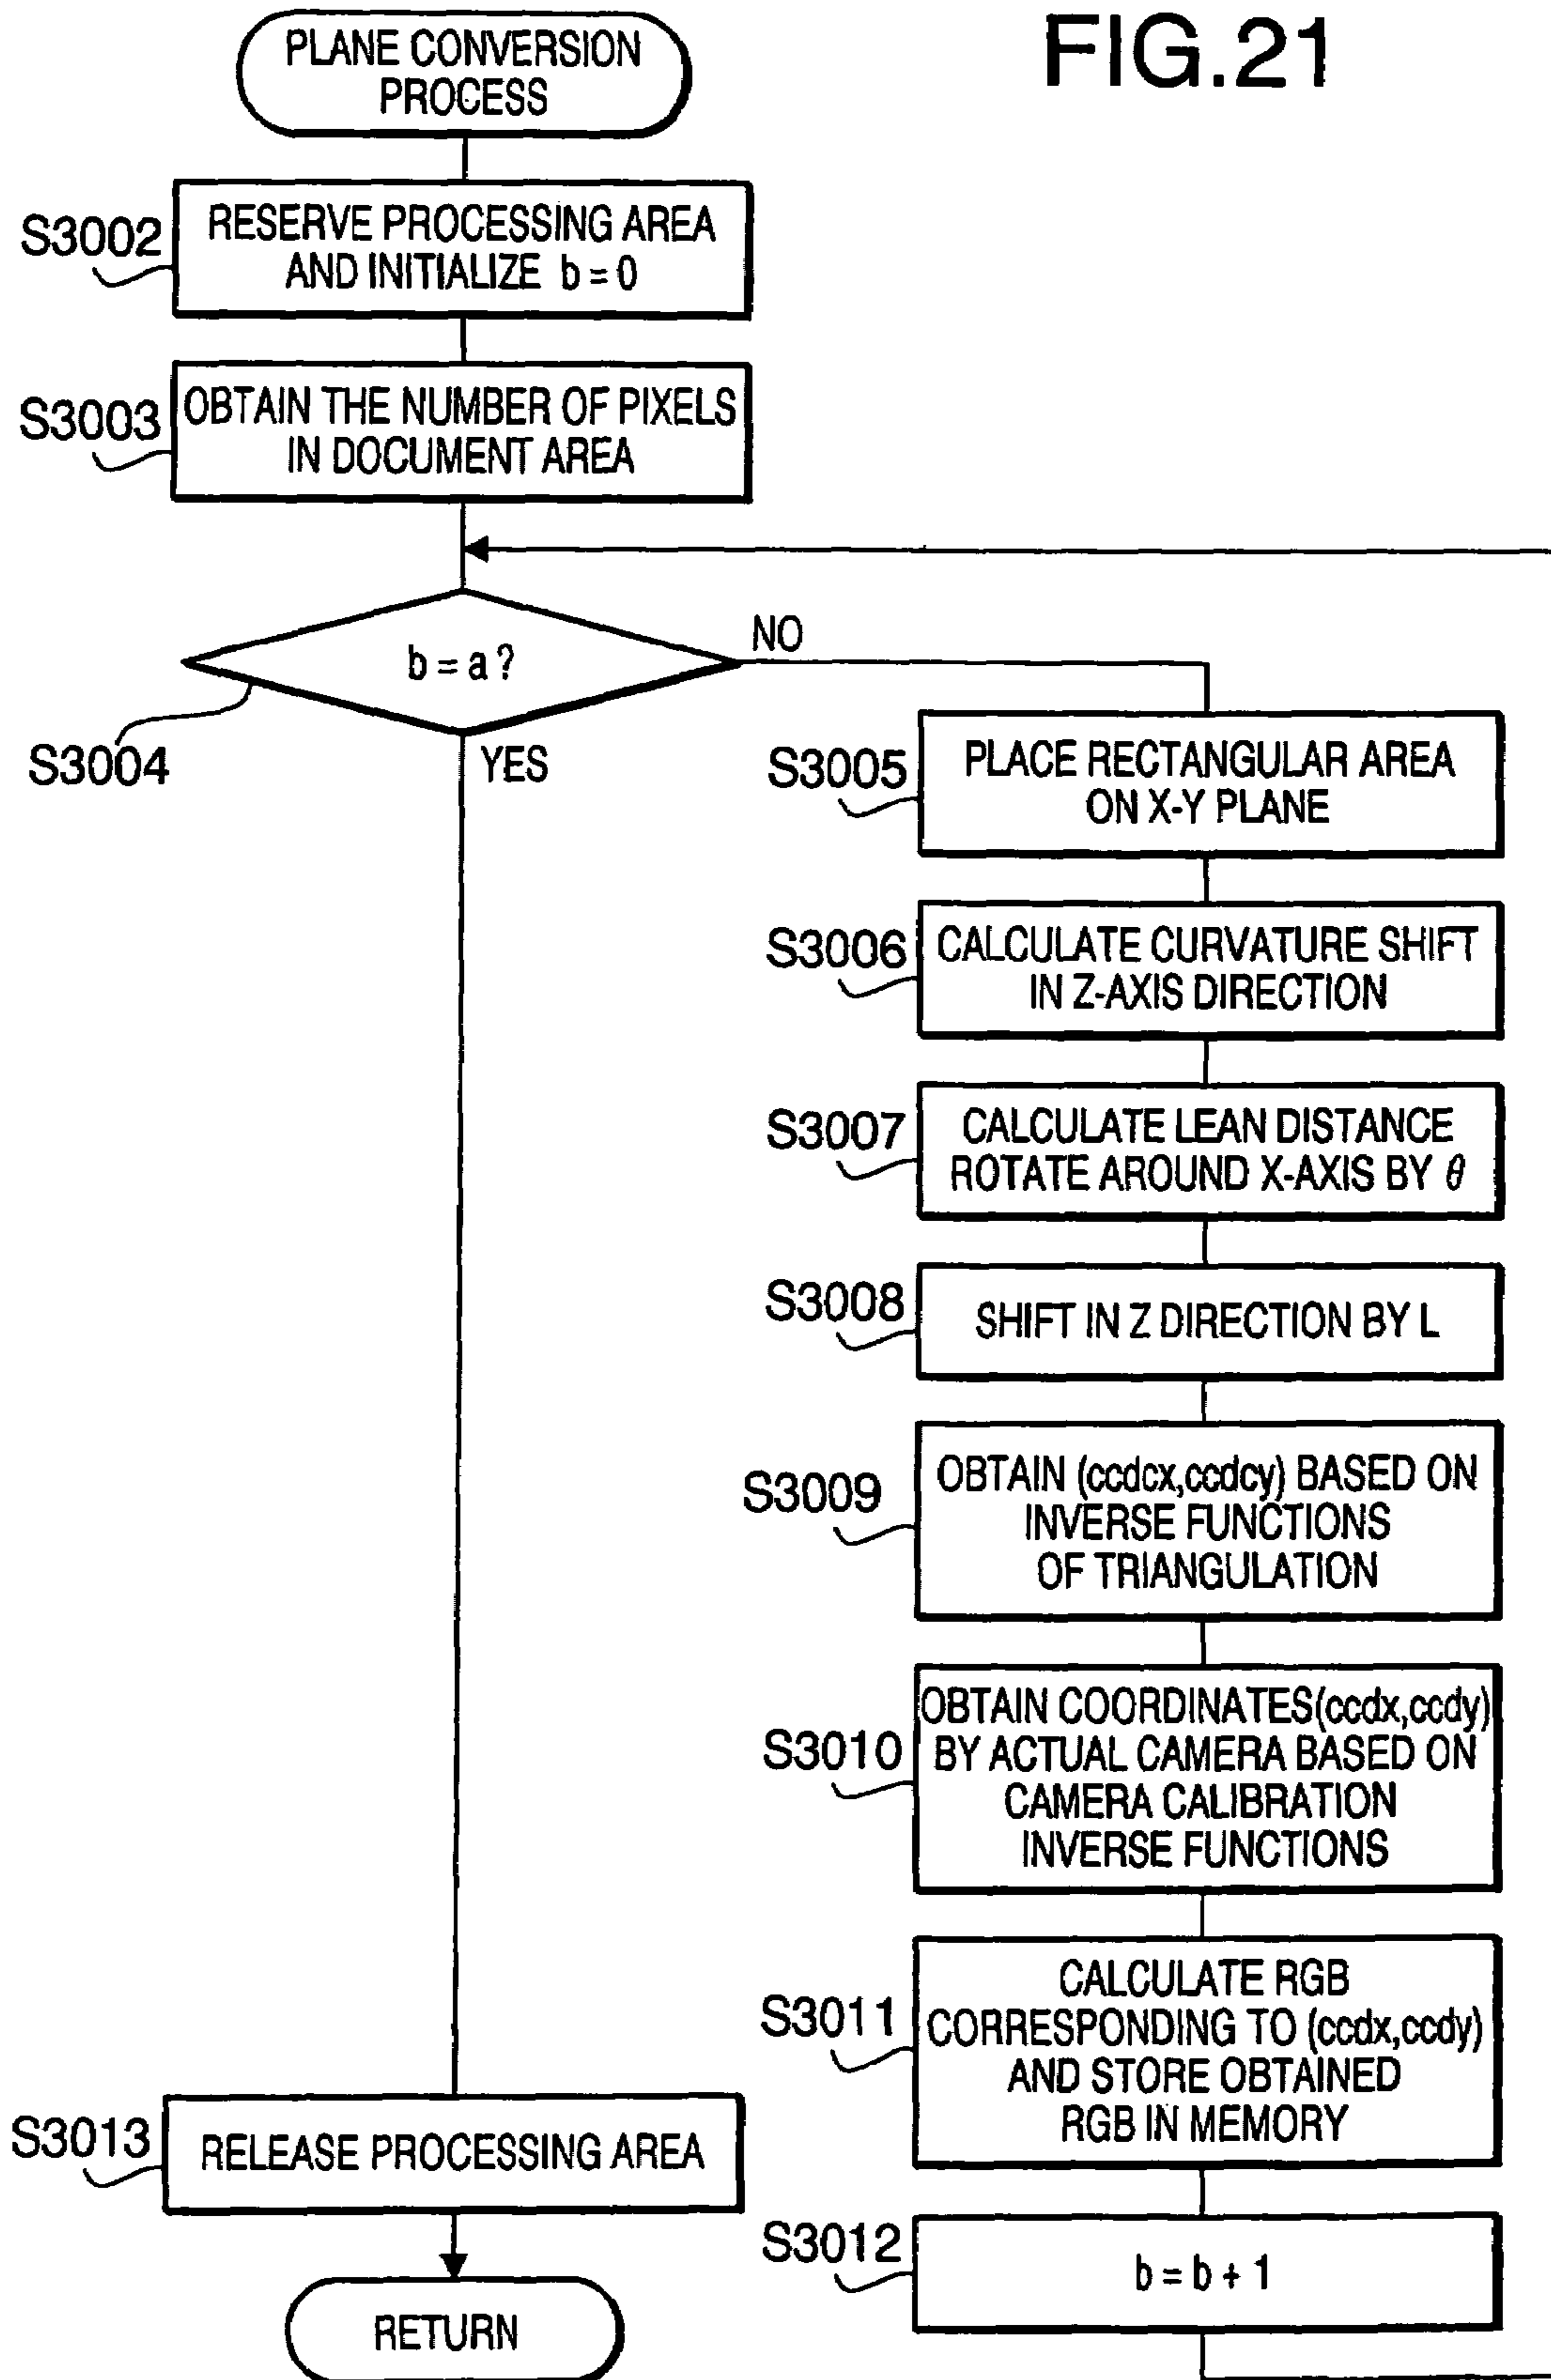 FIG.21
PLANE CONVERSION
PROCESS
S3002
RESERVE PROCESSING AREA
AND INITIALIZE b = 0
S3003
OBTAIN THE NUMBER OF PIXELS
IN DOCUMENT AREA
b = a ?
NO
S3004
YES
S3005
PLACE RECTANGULAR AREA
ON X-Y PLANE
S3006
CALCULATE CURVATURE SHIFT
IN Z-AXIS DIRECTION
S3007
CALCULATE LEAN DISTANCE
ROTATE AROUND X-AXIS BY θ
S3008
SHIFT IN Z DIRECTION BY L
S3009
OBTAIN (ccdcx,ccdcy) BASED ON
INVERSE FUNCTIONS
OF TRIANGULATION
S3010
OBTAIN COORDINATES(ccdx,ccdy)
BY ACTUAL CAMERA BASED ON
CAMERA CALIBRATION
INVERSE FUNCTIONS
S3011
CALCULATE RGB
CORRESPONDING TO (ccdx,ccdy)
AND STORE OBTAINED
RGB IN MEMORY
S3012
b = b + 1
S3013
RELEASE PROCESSING AREA
RETURN